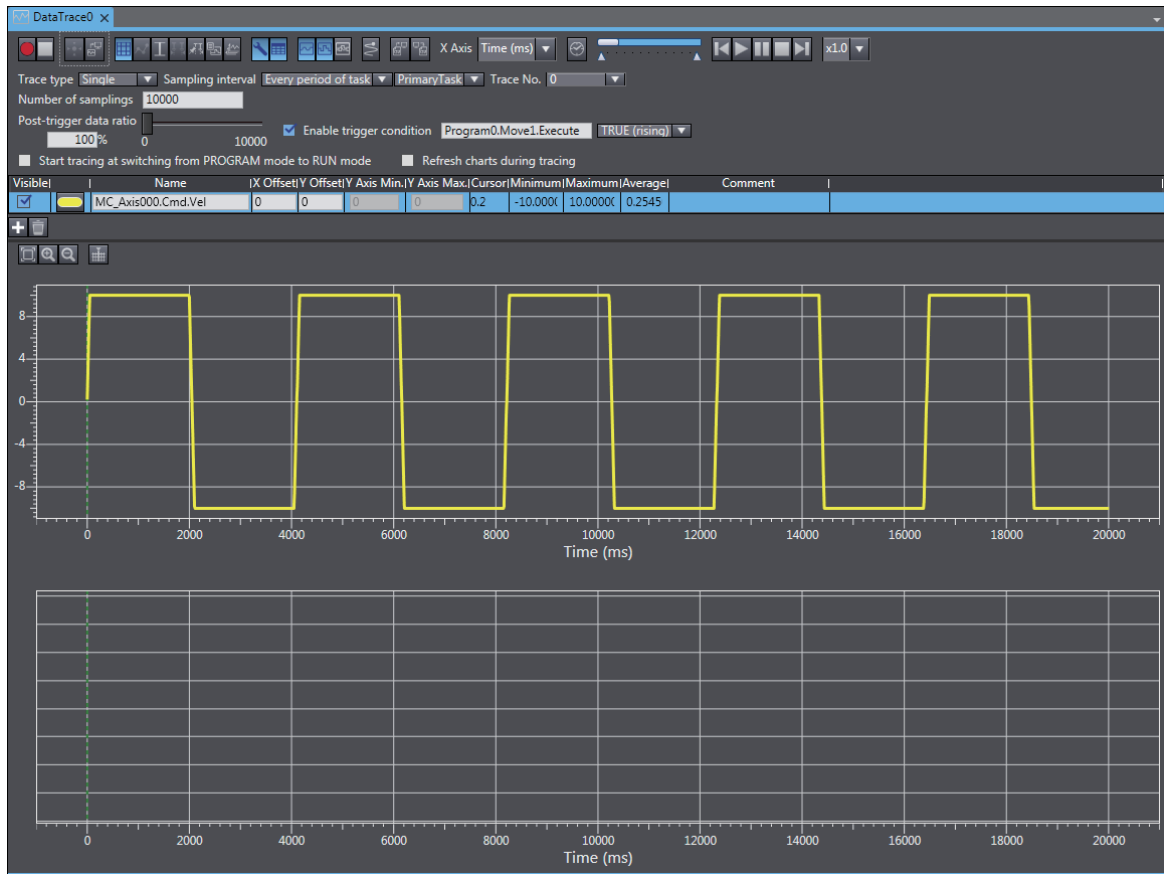 DataTrace0
X Axis Time (ms) x1.0
Trace type Single Sampling interval Every period of task PrimaryTask Trace No. 0
Number of samplings 10000
Post-trigger data ratio
100 % 0 10000 Enable trigger condition Program0.Move1.Execute TRUE (rising)
Start tracing at switching from PROGRAM mode to RUN mode Refresh charts during tracing
Visible Name X Offset Y Offset Y Axis Min. Y Axis Max. Cursor Minimum Maximum Average Comment
MC_Axis000.Cmd.Vel 0 0 0 0 0.2 -10.000( 10.0000( 0.2545
8
4
0
-4
-8
0 2000 4000 6000 8000 10000 12000 14000 16000 18000 20000
Time (ms)
0 2000 4000 6000 8000 10000 12000 14000 16000 18000 20000
Time (ms)